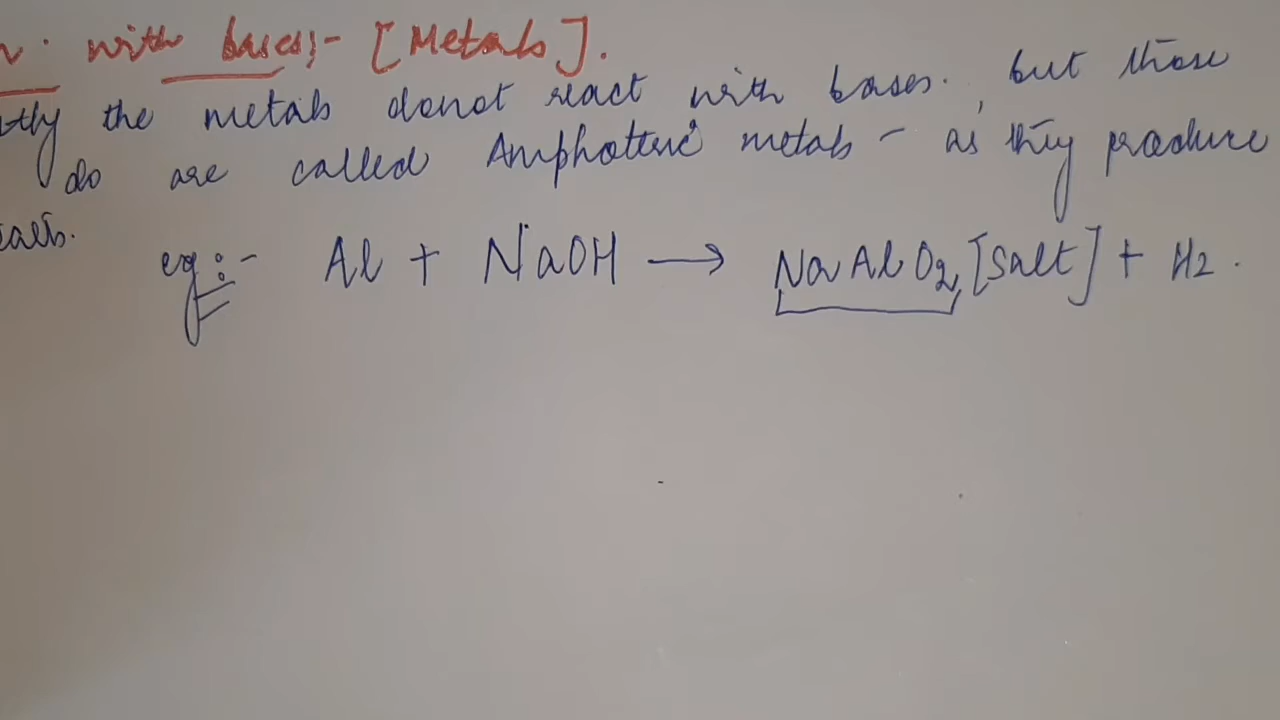 with bases:- [Metals].
the metals donot react with bases. but those
do are called Amphoteric metals - as they produce
eg:- Al + NaOH → NaAlO2, [Salt] + H2.